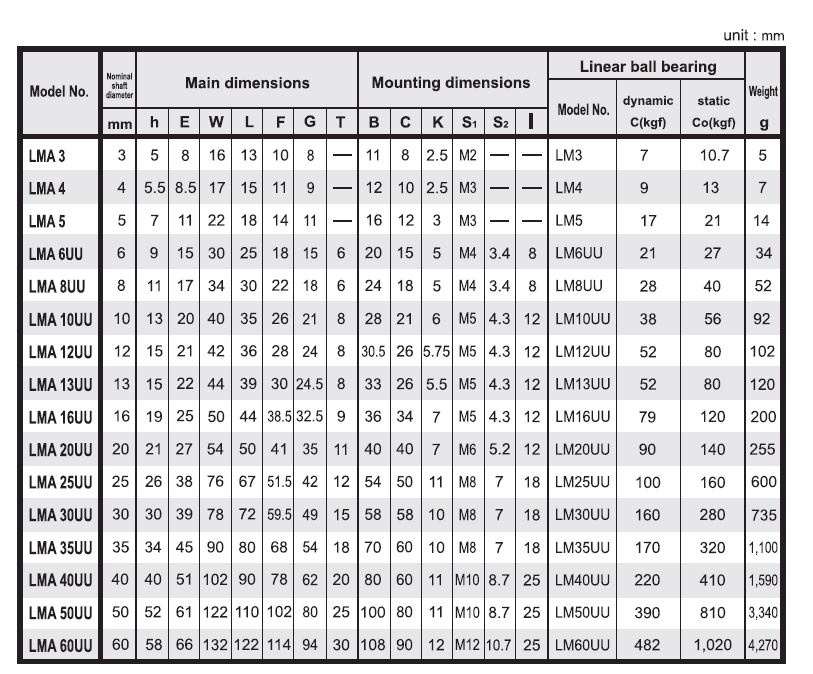 unit : mm
Model No. Nominal shaft diameter Main dimensions Mounting dimensions Linear ball bearing Weight
mm h E W L F G T B C K S1 S2 l Model No. dynamic C(kgf) static Co(kgf) g
LMA 3 3 5 8 16 13 10 8 — 11 8 2.5 M2 — — LM3 7 10.7 5
LMA 4 4 5.5 8.5 17 15 11 9 — 12 10 2.5 M3 — — LM4 9 13 7
LMA 5 5 7 11 22 18 14 11 — 16 12 3 M3 — — LM5 17 21 14
LMA 6UU 6 9 15 30 25 18 15 6 20 15 5 M4 3.4 8 LM6UU 21 27 34
LMA 8UU 8 11 17 34 30 22 18 6 24 18 5 M4 3.4 8 LM8UU 28 40 52
LMA 10UU 10 13 20 40 35 26 21 8 28 21 6 M5 4.3 12 LM10UU 38 56 92
LMA 12UU 12 15 21 42 36 28 24 8 30.5 26 5.75 M5 4.3 12 LM12UU 52 80 102
LMA 13UU 13 15 22 44 39 30 24.5 8 33 26 5.5 M5 4.3 12 LM13UU 52 80 120
LMA 16UU 16 19 25 50 44 38.5 32.5 9 36 34 7 M5 4.3 12 LM16UU 79 120 200
LMA 20UU 20 21 27 54 50 41 35 11 40 40 7 M6 5.2 12 LM20UU 90 140 255
LMA 25UU 25 26 38 76 67 51.5 42 12 54 50 11 M8 7 18 LM25UU 100 160 600
LMA 30UU 30 30 39 78 72 59.5 49 15 58 58 10 M8 7 18 LM30UU 160 280 735
LMA 35UU 35 34 45 90 80 68 54 18 70 60 10 M8 7 18 LM35UU 170 320 1,100
LMA 40UU 40 40 51 102 90 78 62 20 80 60 11 M10 8.7 25 LM40UU 220 410 1,590
LMA 50UU 50 52 61 122 110 102 80 25 100 80 11 M10 8.7 25 LM50UU 390 810 3,340
LMA 60UU 60 58 66 132 122 114 94 30 108 90 12 M12 10.7 25 LM60UU 482 1,020 4,270